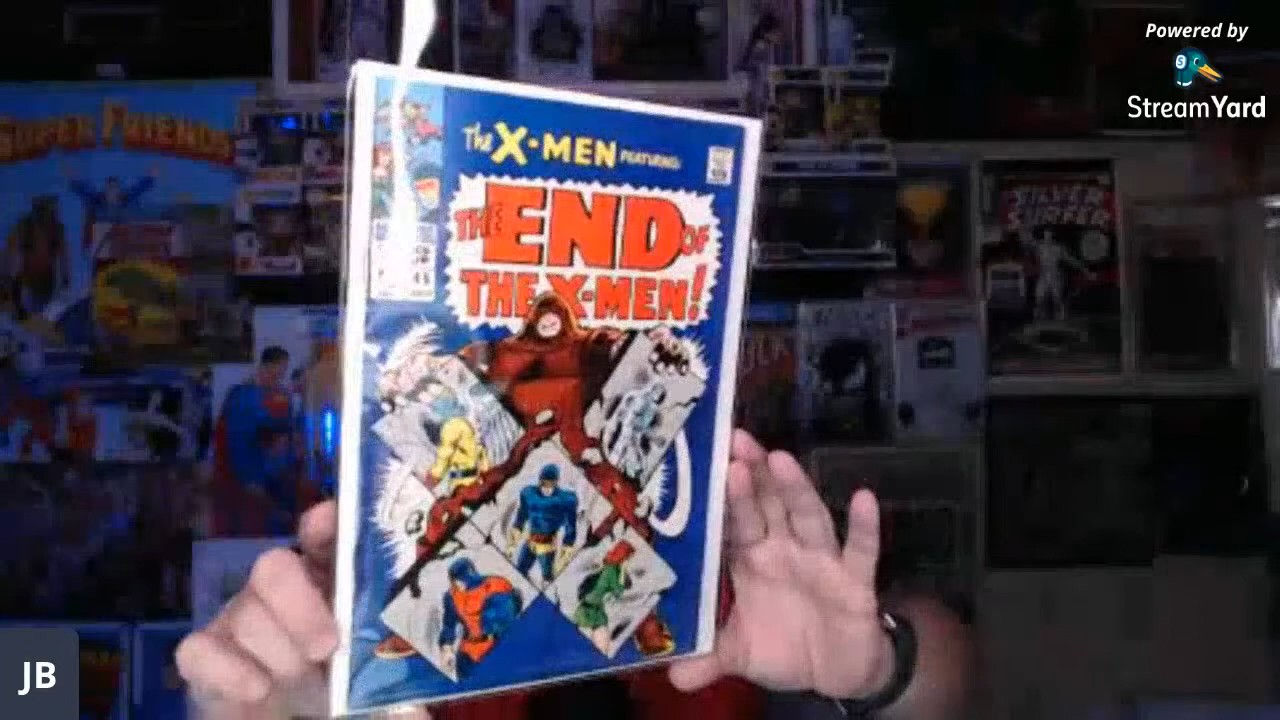 Powered by
StreamYard
SUPER FRIENDS
The X-MEN FEATURING:
THE END OF
THE X-MEN!
SILVER
SURFER
JB